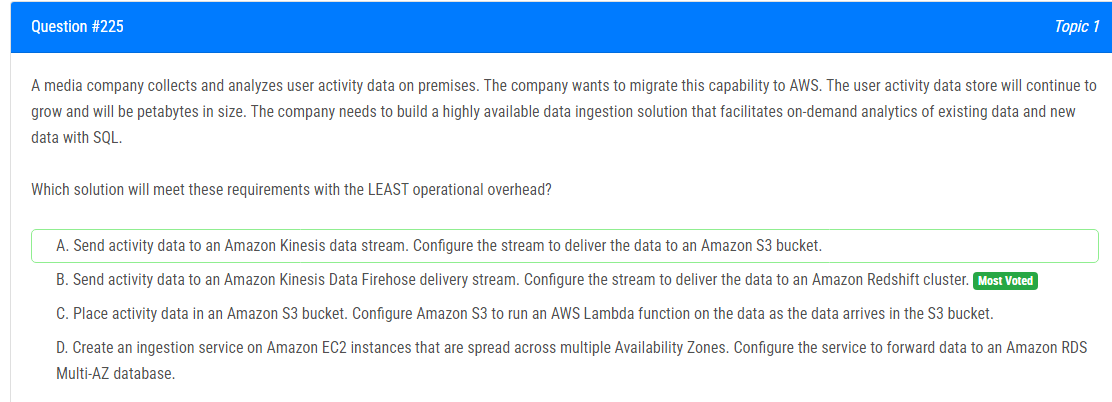 Question #225
Topic 1
A media company collects and analyzes user activity data on premises. The company wants to migrate this capability to AWS. The user activity data store will continue to
grow and will be petabytes in size. The company needs to build a highly available data ingestion solution that facilitates on-demand analytics of existing data and new
data with SQL.
Which solution will meet these requirements with the LEAST operational overhead?
A. Send activity data to an Amazon Kinesis data stream. Configure the stream to deliver the data to an Amazon S3 bucket.
B. Send activity data to an Amazon Kinesis Data Firehose delivery stream. Configure the stream to deliver the data to an Amazon Redshift cluster. Most Voted
C. Place activity data in an Amazon S3 bucket. Configure Amazon S3 to run an AWS Lambda function on the data as the data arrives in the S3 bucket.
D. Create an ingestion service on Amazon EC2 instances that are spread across multiple Availability Zones. Configure the service to forward data to an Amazon RDS
Multi-AZ database.